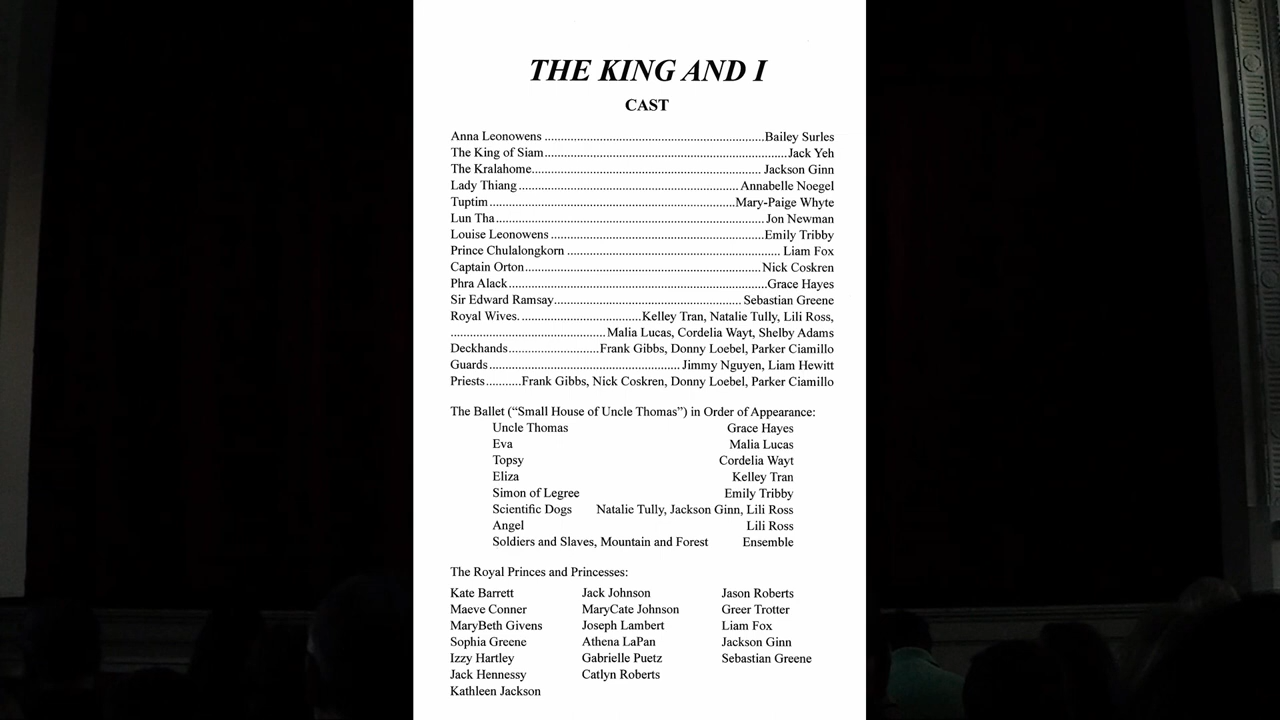 THE KING AND I
CAST
Anna Leonowens ........................................................................Bailey Surles
The King of Siam...............................................................................Jack Yeh
The Kralahome.......................................................................... Jackson Ginn
Lady Thiang ....................................................................... Annabelle Noegel
Tuptim ................................................................................Mary-Paige Whyte
Lun Tha........................................................................................ Jon Newman
Louise Leonowens ......................................................................Emily Tribby
Prince Chulalongkorn ..................................................................... Liam Fox
Captain Orton.............................................................................Nick Coskren
Phra Alack.....................................................................................Grace Hayes
Sir Edward Ramsay............................................................. Sebastian Greene
Royal Wives. .......................................Kelley Tran, Natalie Tully, Lili Ross,
..................................................Malia Lucas, Cordelia Wayt, Shelby Adams
Deckhands.............................Frank Gibbs, Donny Loebel, Parker Ciamillo
Guards .............................................................. Jimmy Nguyen, Liam Hewitt
Priests...........Frank Gibbs, Nick Coskren, Donny Loebel, Parker Ciamillo
The Ballet (“Small House of Uncle Thomas”) in Order of Appearance:
Uncle Thomas Grace Hayes
Eva Malia Lucas
Topsy Cordelia Wayt
Eliza Kelley Tran
Simon of Legree Emily Tribby
Scientific Dogs Natalie Tully, Jackson Ginn, Lili Ross
Angel Lili Ross
Soldiers and Slaves, Mountain and Forest Ensemble
The Royal Princes and Princesses:
Kate Barrett Jack Johnson Jason Roberts
Maeve Conner MaryCate Johnson Greer Trotter
MaryBeth Givens Joseph Lambert Liam Fox
Sophia Greene Athena LaPan Jackson Ginn
Izzy Hartley Gabrielle Puetz Sebastian Greene
Jack Hennessy Catlyn Roberts
Kathleen Jackson